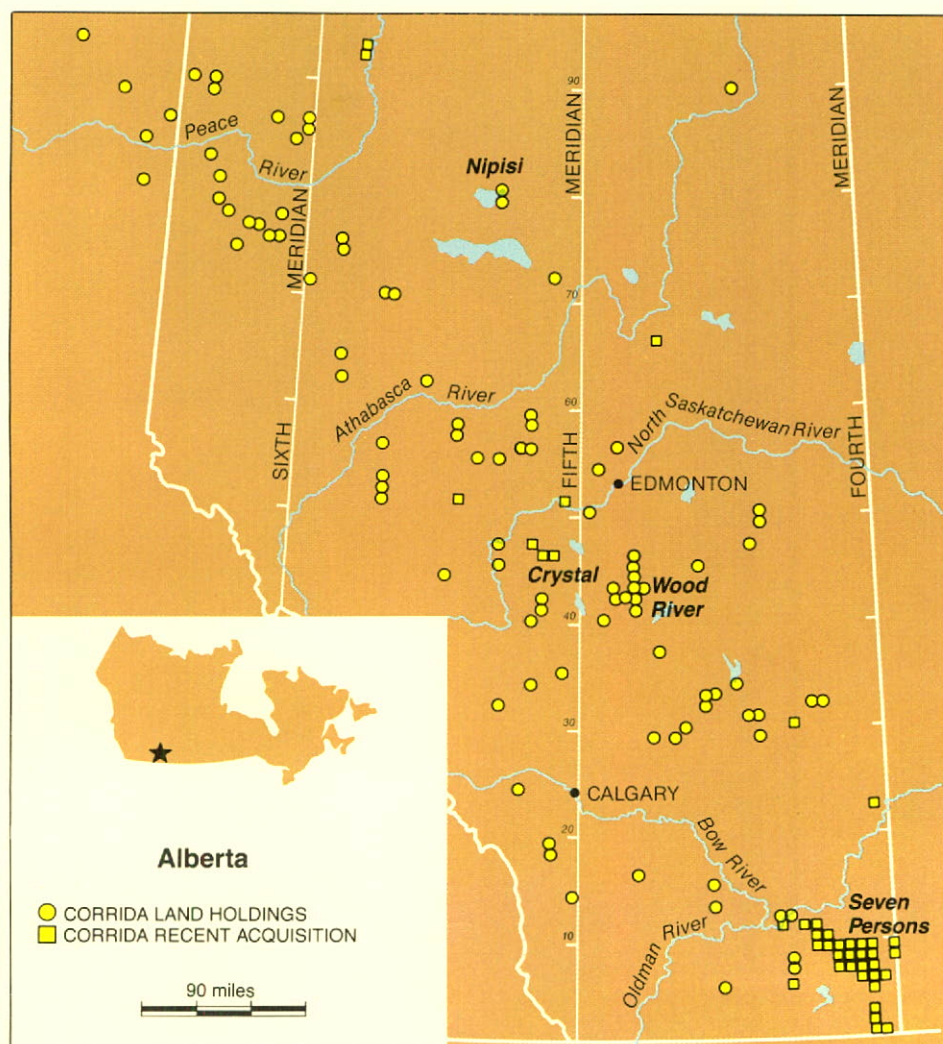 Peace
River
MERIDIAN
SIXTH
Nipisi
90
MERIDIAN
70
60
FIFTH
MERIDIAN
FOURTH
Athabasca
River
North
Saskatchewan River
EDMONTON
Crystal
Wood
River
40
30
CALGARY
20
Bow River
Oldman River
10
Seven
Persons
Alberta
CORRIDA LAND HOLDINGS
CORRIDA RECENT ACQUISITION
90 miles